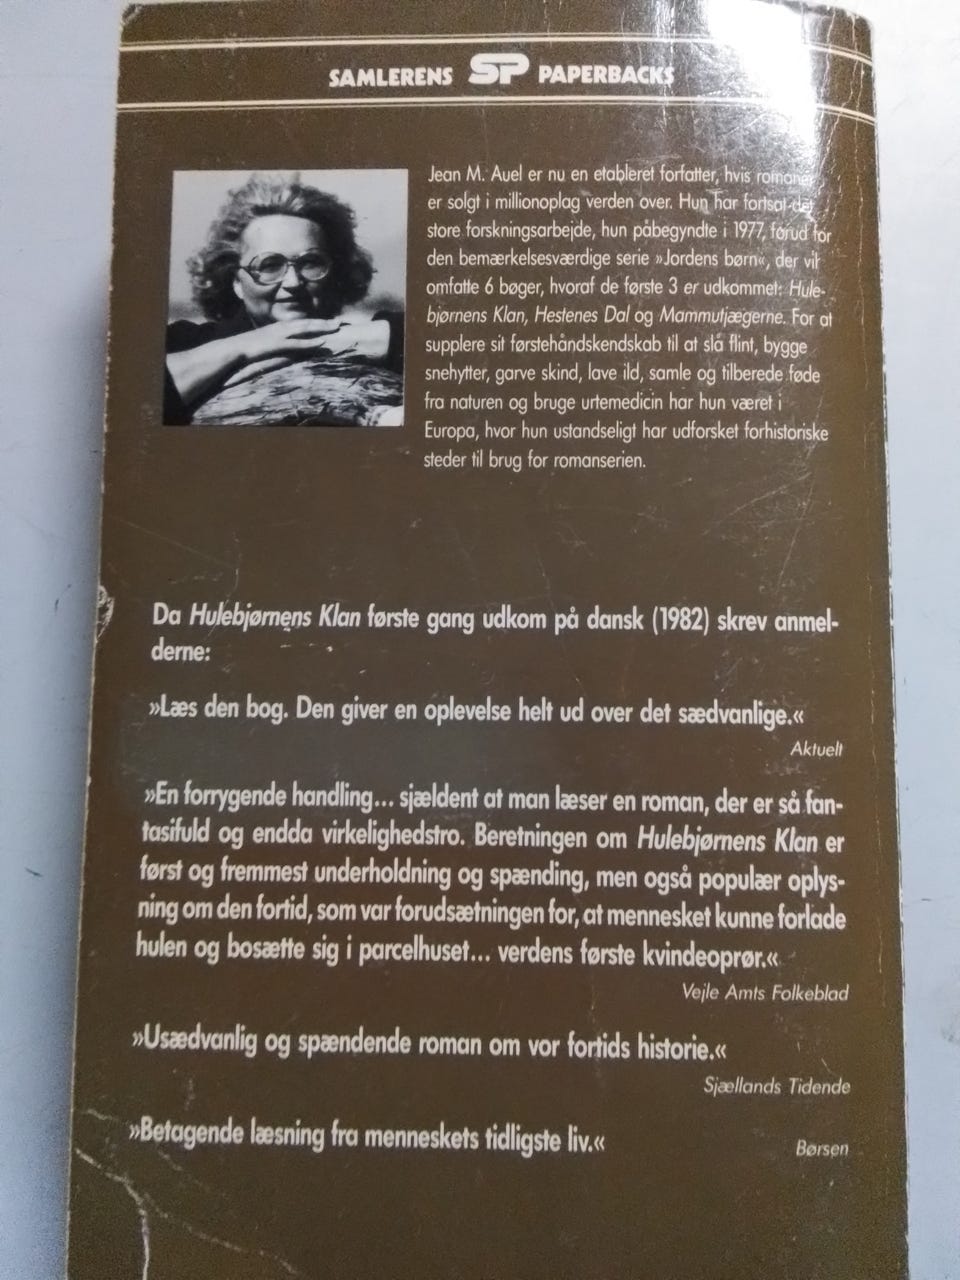 SAMLERENS SP PAPERBACKS
Jean M. Auel er nu en etableret forfatter, hvis romaner
er solgt i millionoplag verden over. Hun har fortsat det
store forskningsarbejde, hun påbegyndte i 1977, forud for
den bemærkelsesværdige serie »Jordens børn«, der vil
omfatte 6 bøger, hvoraf de første 3 er udkommet: Hule-
bjørnens Klan, Hestenes Dal og Mammutjægerne. For at
supplere sit førstehåndskendskab til at slå flint, bygge
snehytter, garve skind, lave ild, samle og tilberede føde
fra naturen og bruge urtemedicin har hun været i
Europa, hvor hun ustandseligt har udforsket forhistoriske
steder til brug for romanserien.
Da Hulebjørnens Klan første gang udkom på dansk (1982) skrev anmel-
derne:
»Læs den bog. Den giver en oplevelse helt ud over det sædvanlige.«
Aktuelt
»En forrygende handling... sjældent at man læser en roman, der er så fan-
tasifuld og endda virkelighedstro. Beretningen om Hulebjørnens Klan er
først og fremmest underholdning og spænding, men også populær oplys-
ning om den fortid, som var forudsætningen for, at mennesket kunne forlade
hulen og bosætte sig i parcelhuset... verdens første kvindeoprør.«
Vejle Amts Folkeblad
»Usædvanlig og spændende roman om vor fortids historie.«
Sjællands Tidende
»Betagende læsning fra menneskets tidligste liv.«
Børsen